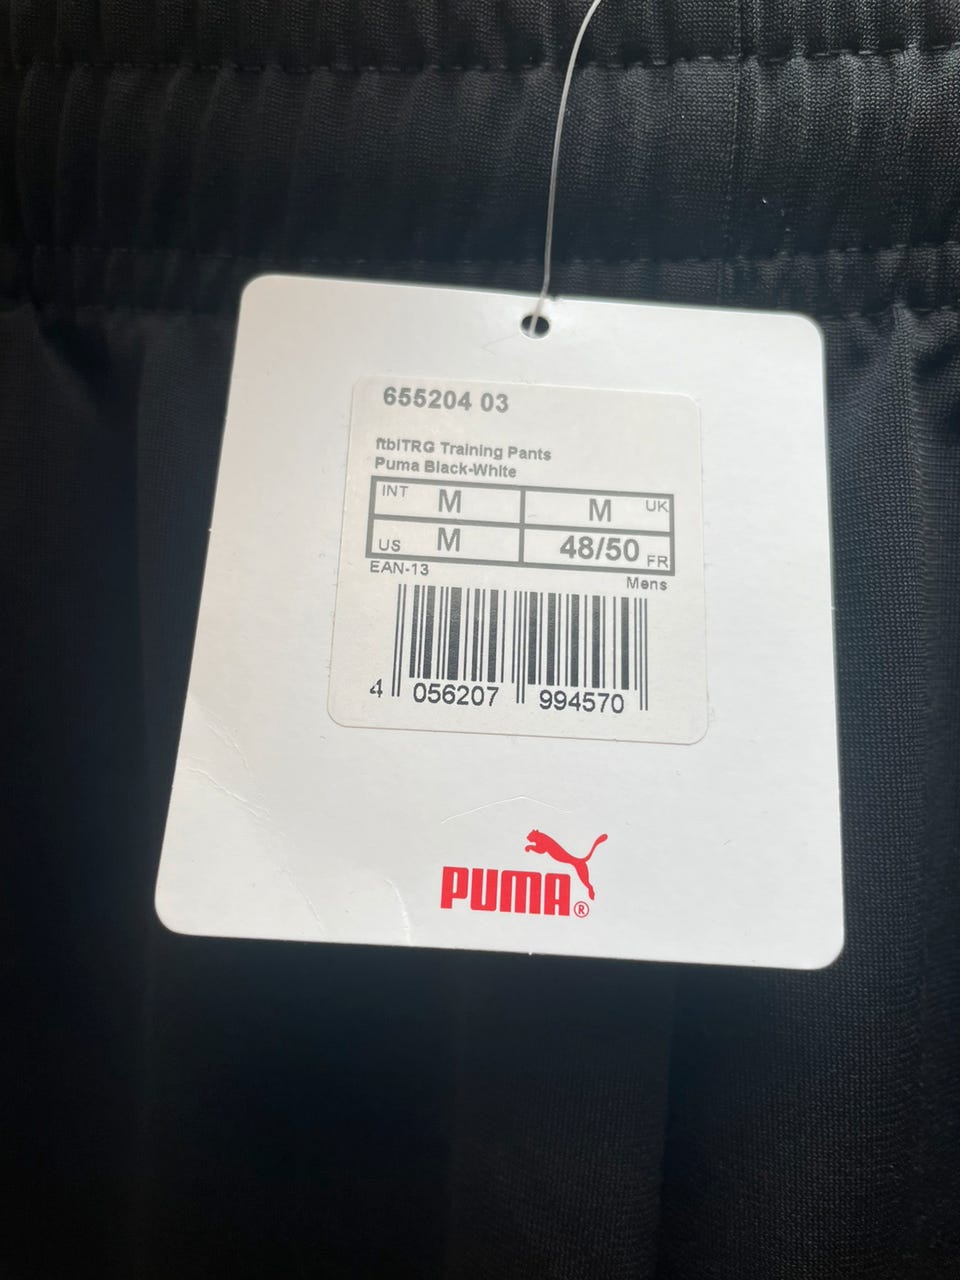 655204 03
ftblTRG Training Pants
Puma Black-White
INT M M UK
US M 48/50 FR
EAN-13 Mens
4 056207 994570
PUMA®